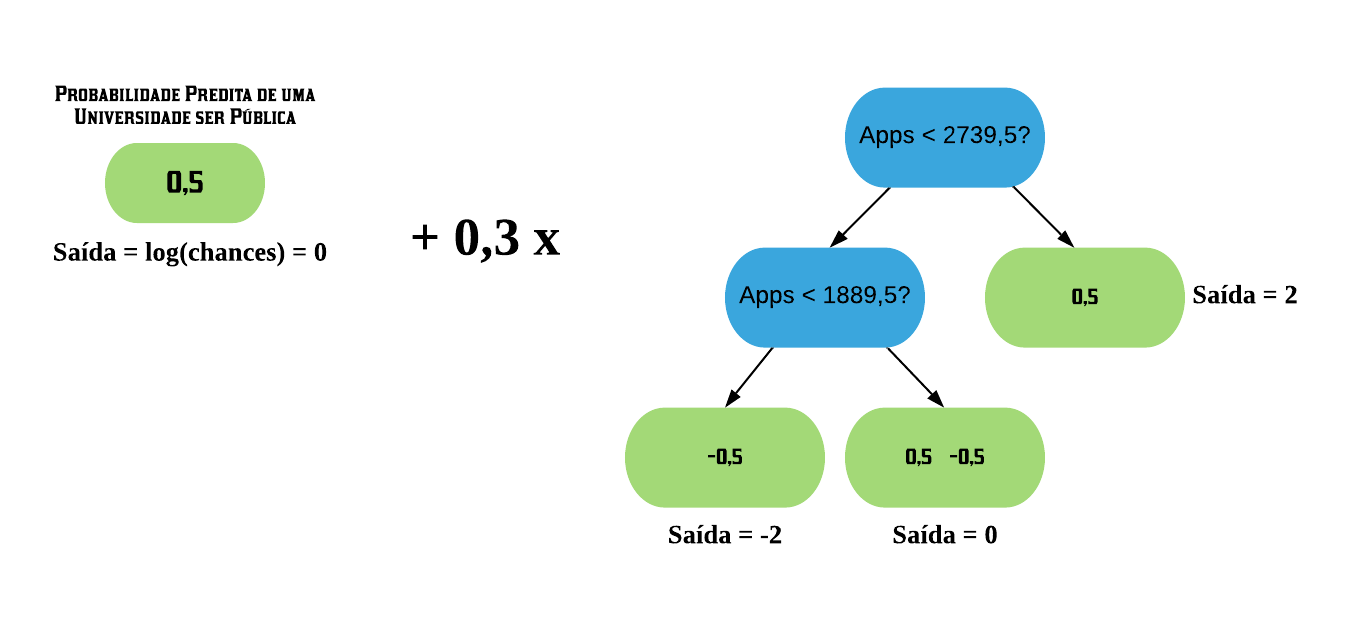 Probabilidade Predita de uma
Universidade ser Pública
0,5
Saída = log(chances) = 0
+ 0,3 x
Apps < 2739,5?
Apps < 1889,5?
0,5
Saída = 2
-0,5
0,5 -0,5
Saída = -2
Saída = 0